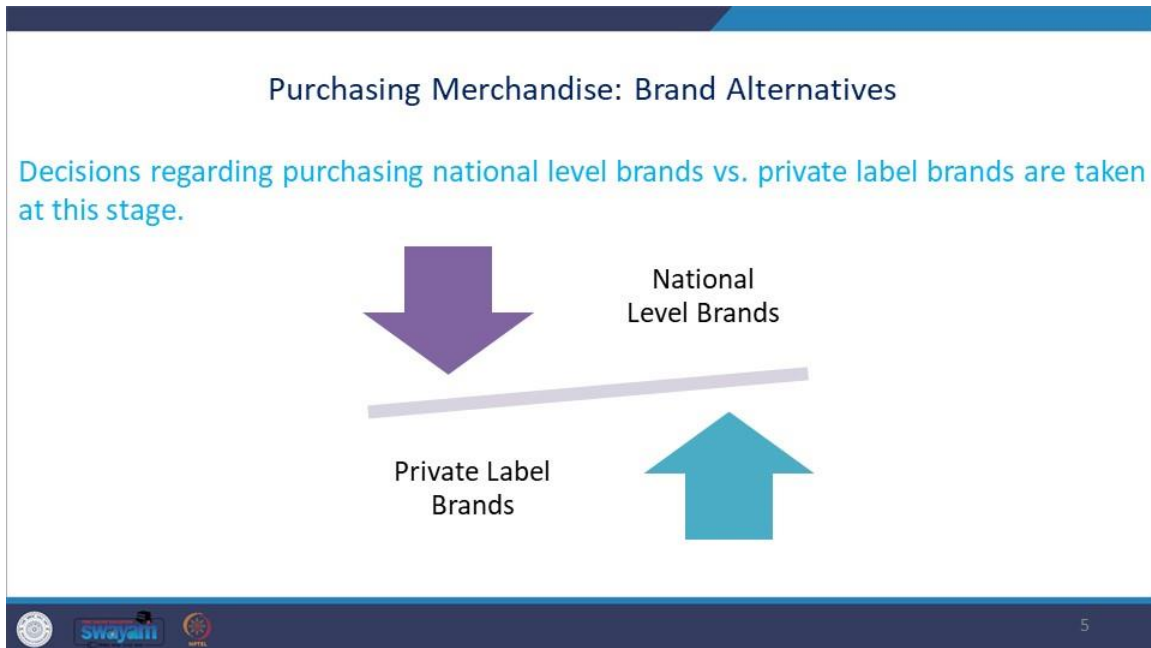 Purchasing Merchandise: Brand Alternatives
Decisions regarding purchasing national level brands vs. private label brands are taken
at this stage.
National
Level Brands
Private Label
Brands
swayam
NPTEL
5